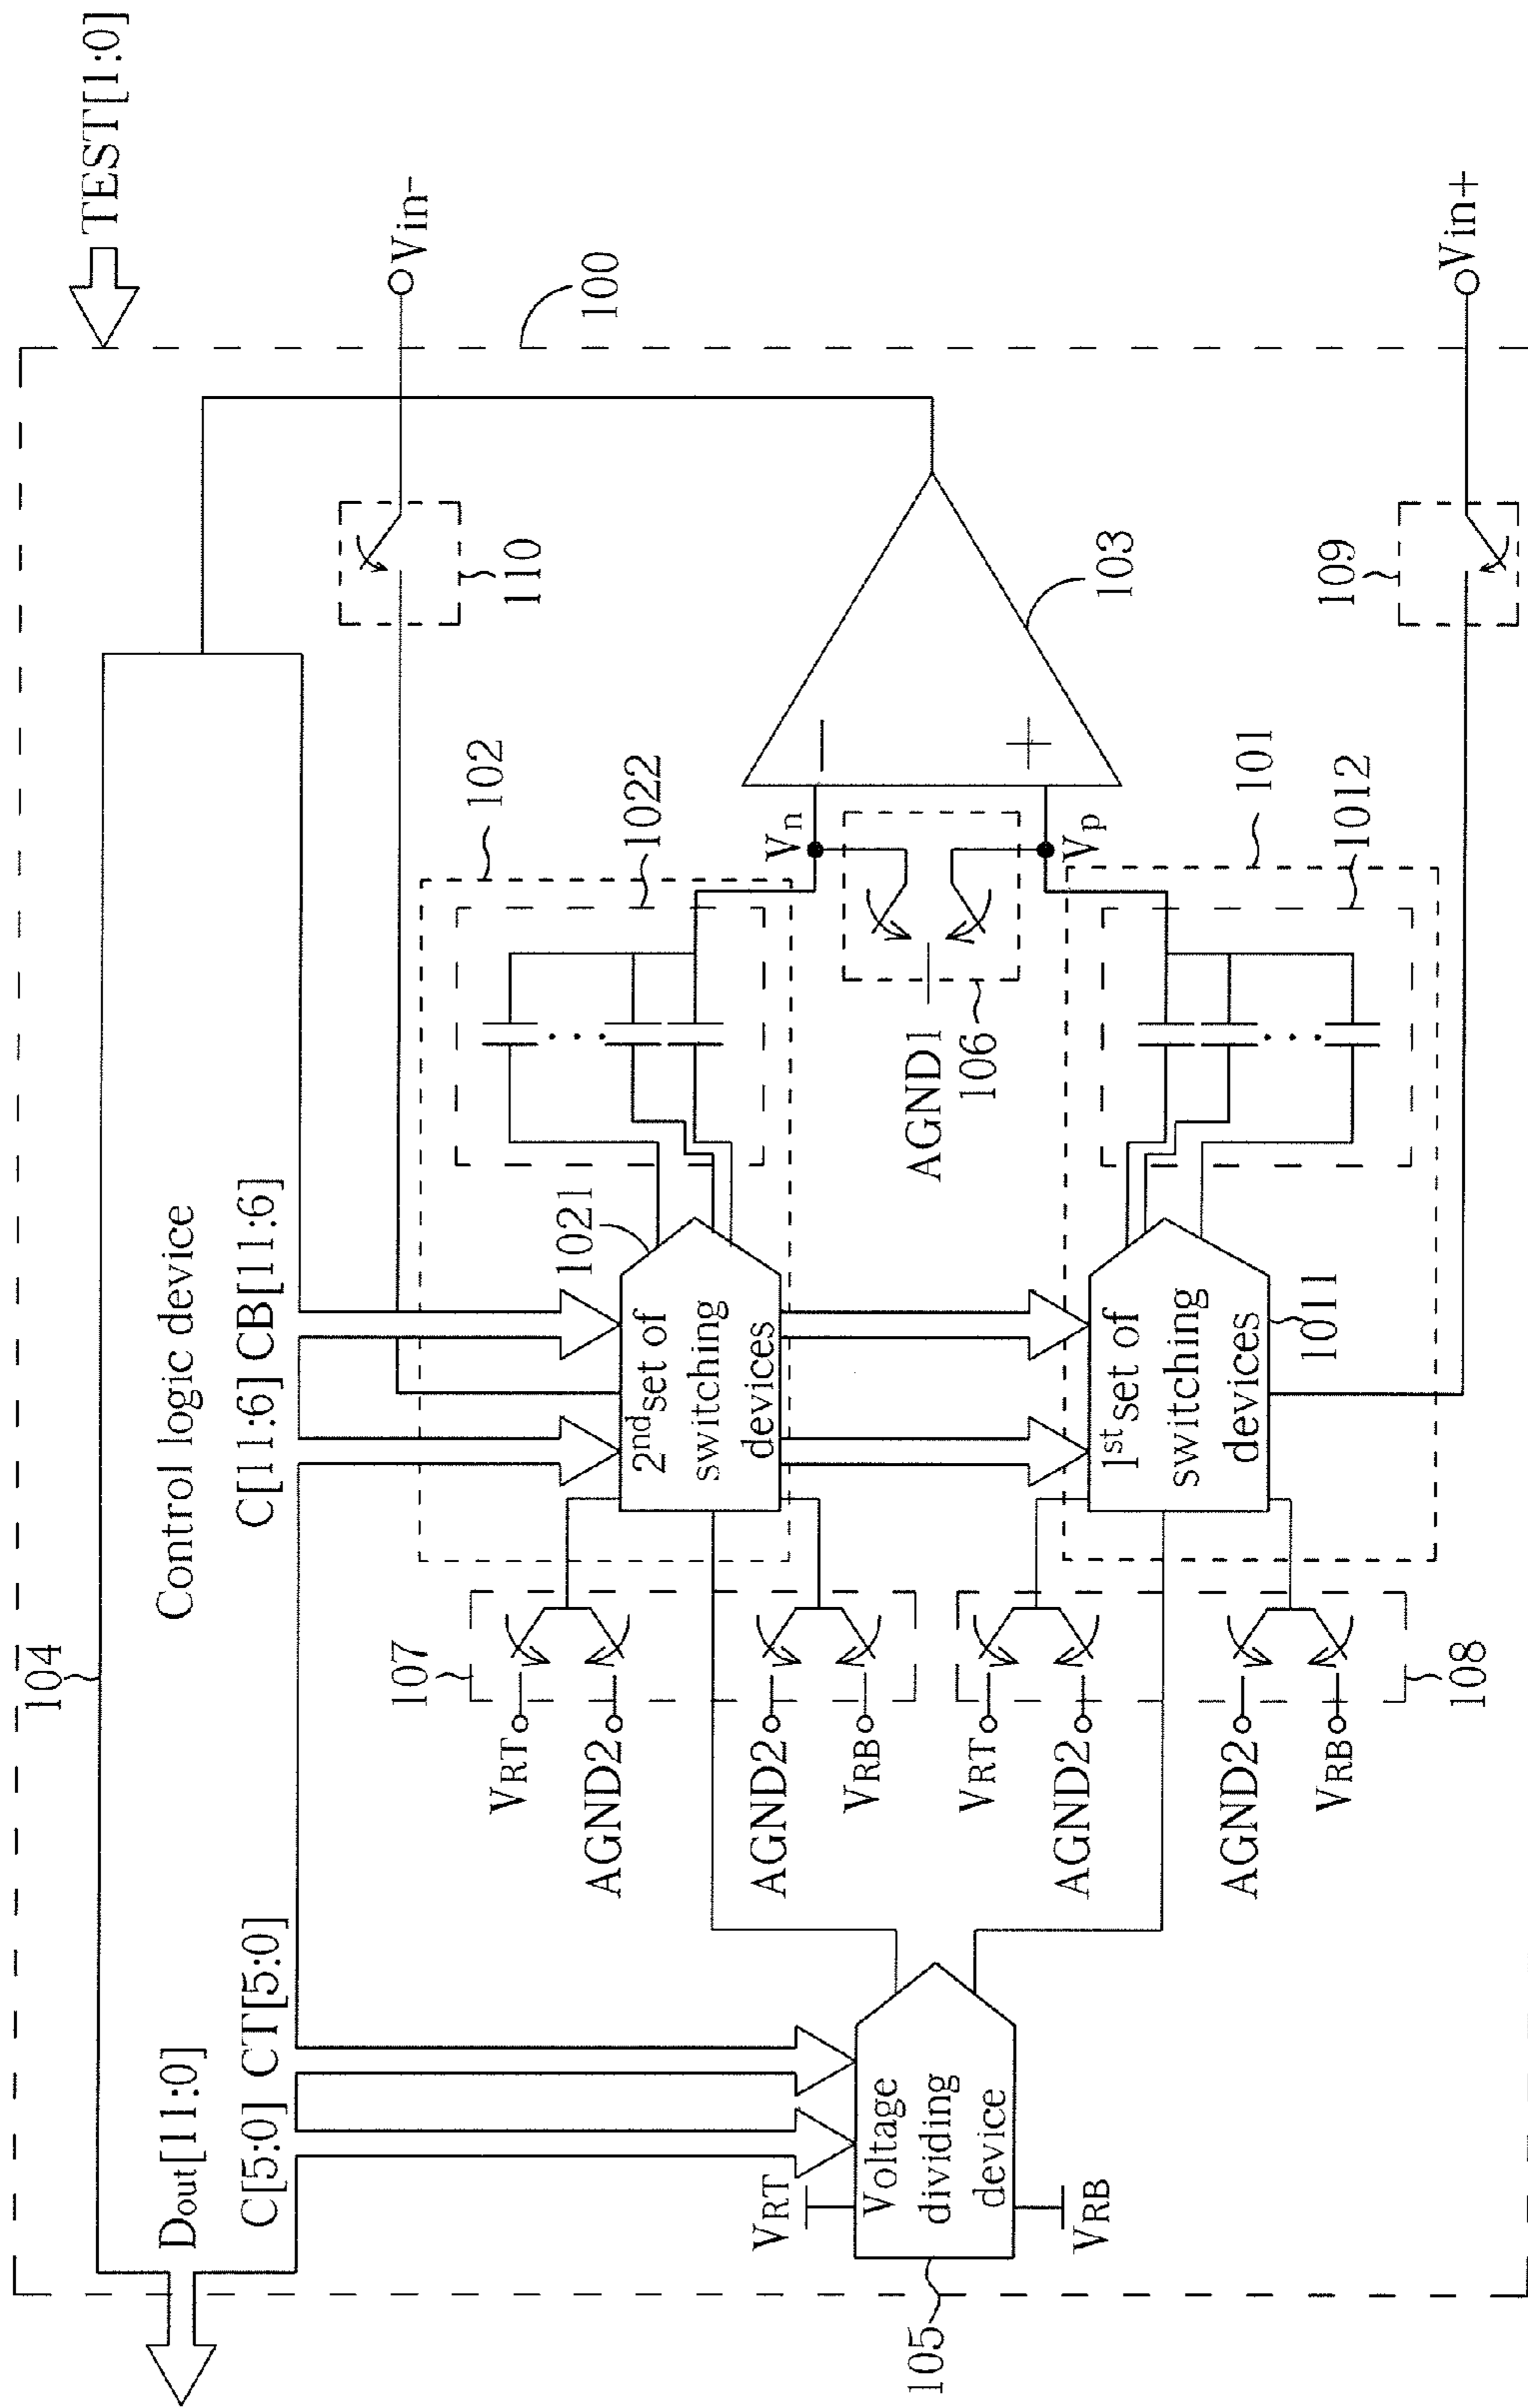 TEST[1:0]
Vin-
100
Vin+
110
109
103
102
1022
Vn
Vp
101
1012
AGND1
106
Control logic device
C[11:6] CB[11:6]
1021
2nd set of
switching
devices
1st set of
switching
devices
1011
104
107
VRT
AGND2
AGND2
VRB
VRT
AGND2
AGND2
VRB
108
Dout[11:0]
C[5:0] CT[5:0]
VRT
Voltage
dividing
device
VRB
105